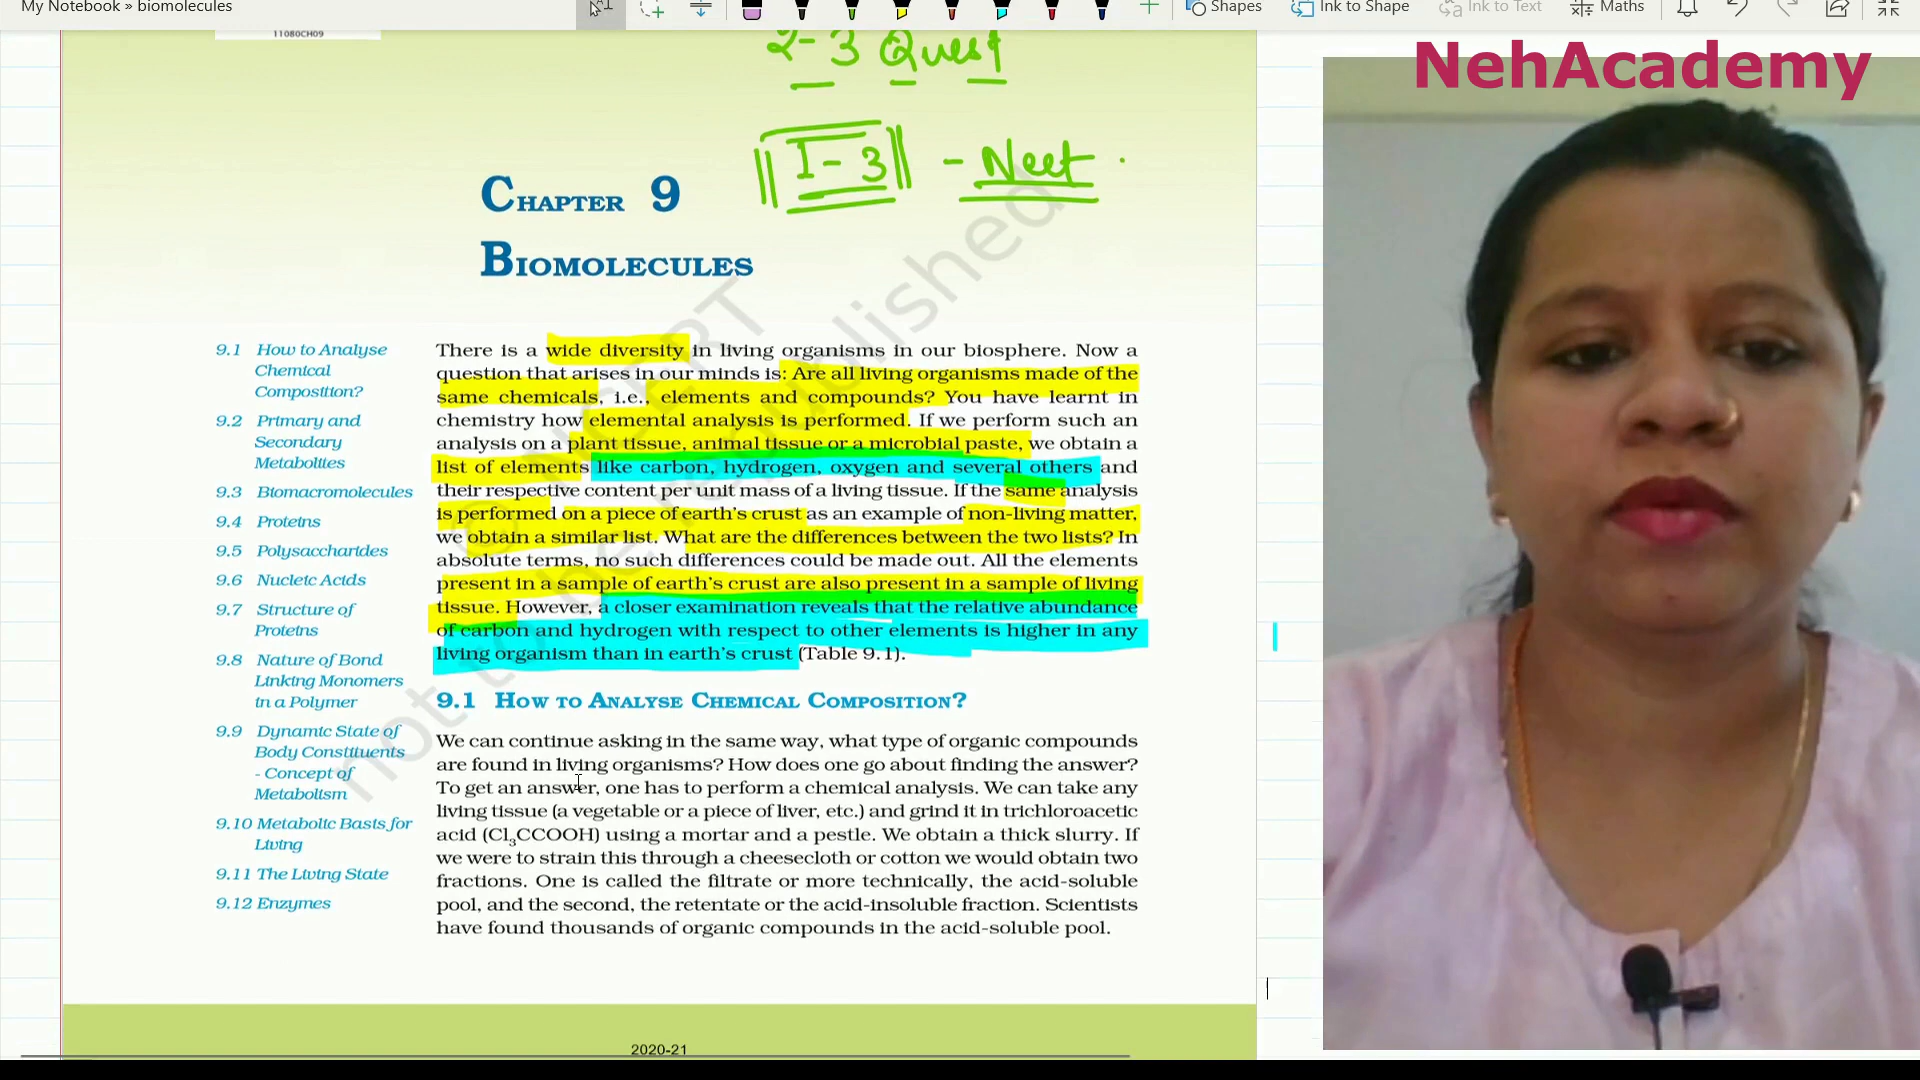 My Notebook » biomolecules
Shapes
Ink to Shape
Ink to Text
Maths
NehAcademy
11080CH09
2-3 Quest
I-3 - Neet
CHAPTER 9
BIOMOLECULES
9.1 How to Analyse
Chemical
Composition?
9.2 Primary and
Secondary
Metabolites
9.3 Biomacromolecules
9.4 Proteins
9.5 Polysaccharides
9.6 Nucleic Acids
9.7 Structure of
Proteins
9.8 Nature of Bond
Linking Monomers
in a Polymer
9.9 Dynamic State of
Body Constituents
- Concept of
Metabolism
9.10 Metabolic Basis for
Living
9.11 The Living State
9.12 Enzymes
There is a wide diversity in living organisms in our biosphere. Now a
question that arises in our minds is: Are all living organisms made of the
same chemicals, i.e., elements and compounds? You have learnt in
chemistry how elemental analysis is performed. If we perform such an
analysis on a plant tissue, animal tissue or a microbial paste, we obtain a
list of elements like carbon, hydrogen, oxygen and several others and
their respective content per unit mass of a living tissue. If the same analysis
is performed on a piece of earth's crust as an example of non-living matter,
we obtain a similar list. What are the differences between the two lists? In
absolute terms, no such differences could be made out. All the elements
present in a sample of earth's crust are also present in a sample of living
tissue. However, a closer examination reveals that the relative abundance
of carbon and hydrogen with respect to other elements is higher in any
living organism than in earth's crust (Table 9.1).
9.1 HOW TO ANALYSE CHEMICAL COMPOSITION?
We can continue asking in the same way, what type of organic compounds
are found in living organisms? How does one go about finding the answer?
To get an answer, one has to perform a chemical analysis. We can take any
living tissue (a vegetable or a piece of liver, etc.) and grind it in trichloroacetic
acid (Cl₃CCOOH) using a mortar and a pestle. We obtain a thick slurry. If
we were to strain this through a cheesecloth or cotton we would obtain two
fractions. One is called the filtrate or more technically, the acid-soluble
pool, and the second, the retentate or the acid-insoluble fraction. Scientists
have found thousands of organic compounds in the acid-soluble pool.
© NCERT
not to be republished
2020-21